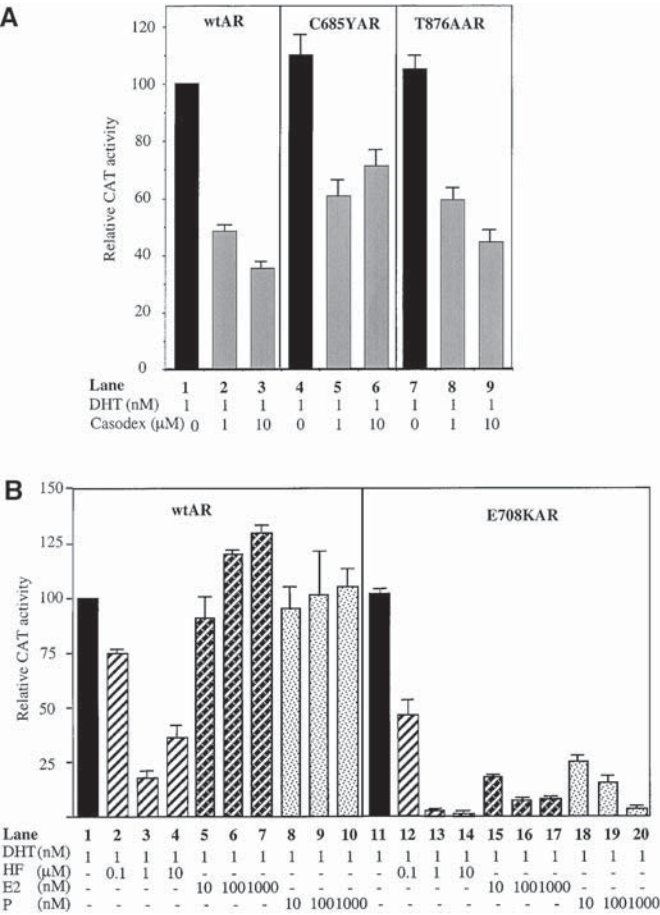 A
wtAR
C685YAR
T876AAR
Relative CAT activity
120
100
80
60
40
20
0
Lane 1 2 3 4 5 6 7 8 9
DHT (nM) 1 1 1 1 1 1 1 1 1
Casodex (μM) 0 1 10 0 1 10 0 1 10
B
wtAR
E708KAR
Relative CAT activity
150
125
100
75
50
25
Lane 1 2 3 4 5 6 7 8 9 10 11 12 13 14 15 16 17 18 19 20
DHT (nM) 1 1 1 1 1 1 1 1 1 1 1 1 1 1 1 1 1 1 1 1
HF (μM) - 0.1 1 10 - - - - - - - 0.1 1 10 - - - - - -
E2 (nM) - - - - 10 100 1000 - - - - - - - 10 100 1000 - - -
P (nM) - - - - - - - 10 100 1000 - - - - - - - 10 100 1000